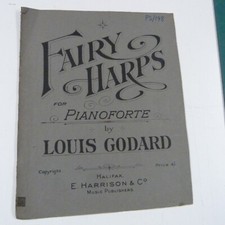 FAIRY
HARPS
FOR
PIANOFORTE
by
LOUIS GODARD
Copyright
HALIFAX
E. HARRISON & Co
MUSIC PUBLISHERS